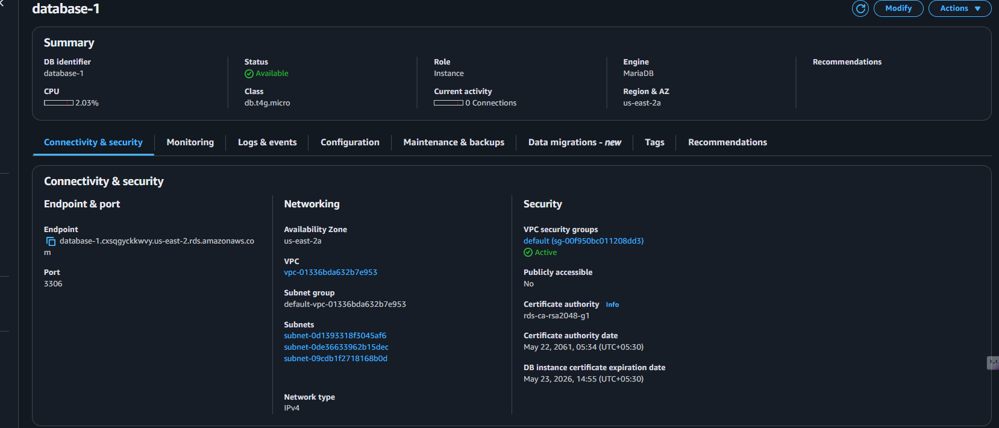 database-1
Modify
Actions
Summary
DB identifier
database-1
Status
Available
Role
Instance
Engine
MariaDB
Recommendations
CPU
2.03%
Class
db.t4g.micro
Current activity
0 Connections
Region & AZ
us-east-2a
Connectivity & security
Monitoring
Logs & events
Configuration
Maintenance & backups
Data migrations - new
Tags
Recommendations
Connectivity & security
Endpoint & port
Endpoint
database-1.cxsqgyckkwvy.us-east-2.rds.amazonaws.co
m
Port
3306
Networking
Availability Zone
us-east-2a
VPC
vpc-01336bda632b7e953
Subnet group
default-vpc-01336bda632b7e953
Subnets
subnet-0d1393318f3045af6
subnet-0de36633962b15dec
subnet-09cdb1f2718168b0d
Network type
IPv4
Security
VPC security groups
default (sg-00f950bc011208dd3)
Active
Publicly accessible
No
Certificate authority Info
rds-ca-rsa2048-g1
Certificate authority date
May 22, 2061, 05:34 (UTC+05:30)
DB instance certificate expiration date
May 23, 2026, 14:55 (UTC+05:30)